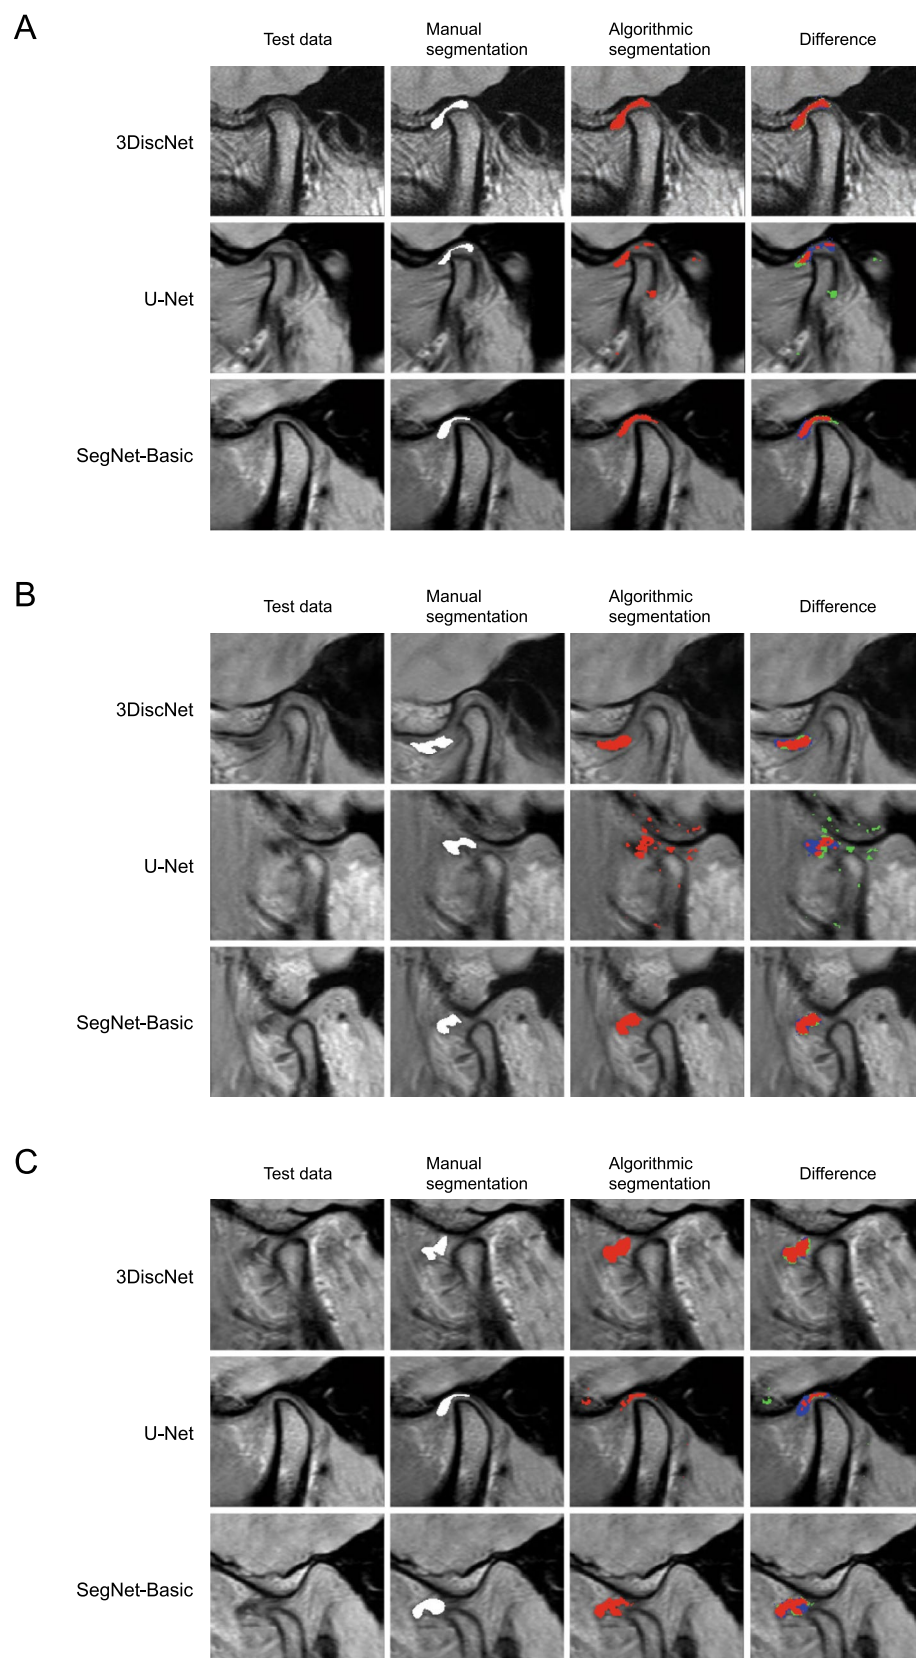 A
Test data
Manual
segmentation
Algorithmic
segmentation
Difference
3DiscNet
U-Net
SegNet-Basic
B
Test data
Manual
segmentation
Algorithmic
segmentation
Difference
3DiscNet
U-Net
SegNet-Basic
C
Test data
Manual
segmentation
Algorithmic
segmentation
Difference
3DiscNet
U-Net
SegNet-Basic